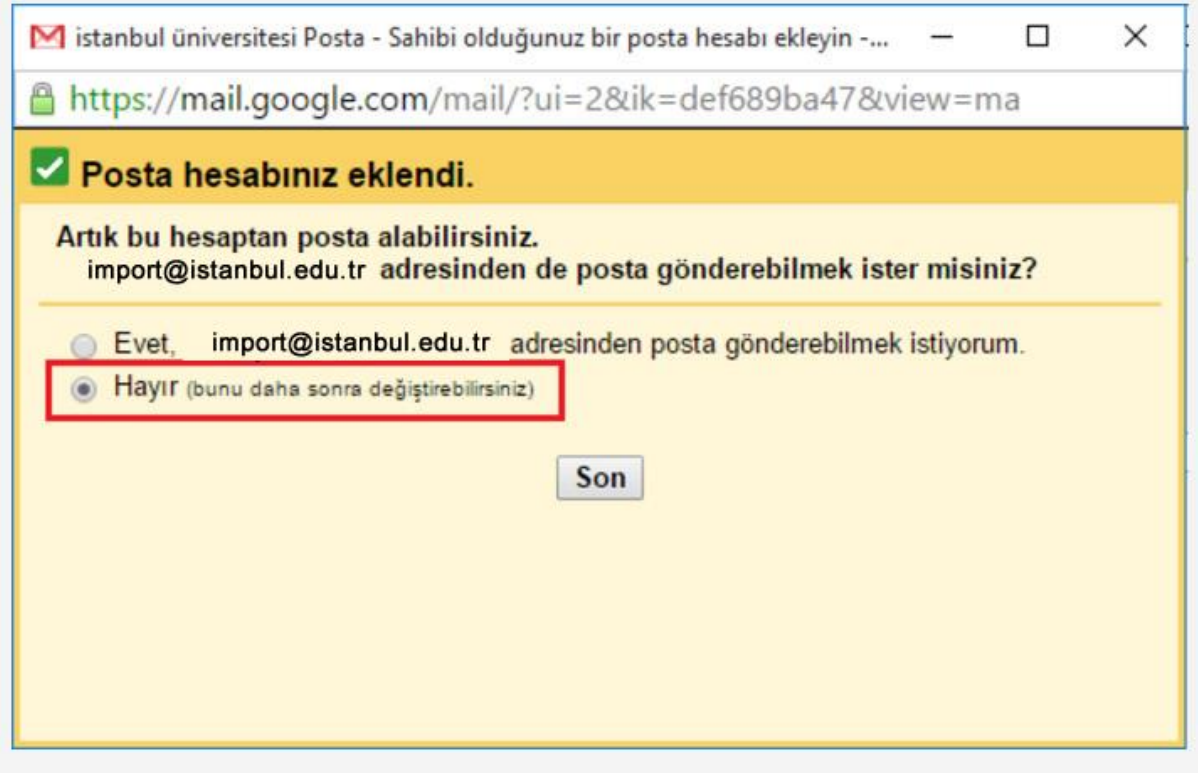 istanbul üniversitesi Posta - Sahibi olduğunuz bir posta hesabı ekleyin -...
https://mail.google.com/mail/?ui=2&ik=def689ba47&view=ma
Posta hesabınız eklendi.
Artık bu hesaptan posta alabilirsiniz.
import@istanbul.edu.tr adresinden de posta gönderebilmek ister misiniz?
Evet, import@istanbul.edu.tr adresinden posta gönderebilmek istiyorum.
Hayır (bunu daha sonra değiştirebilirsiniz)
Son